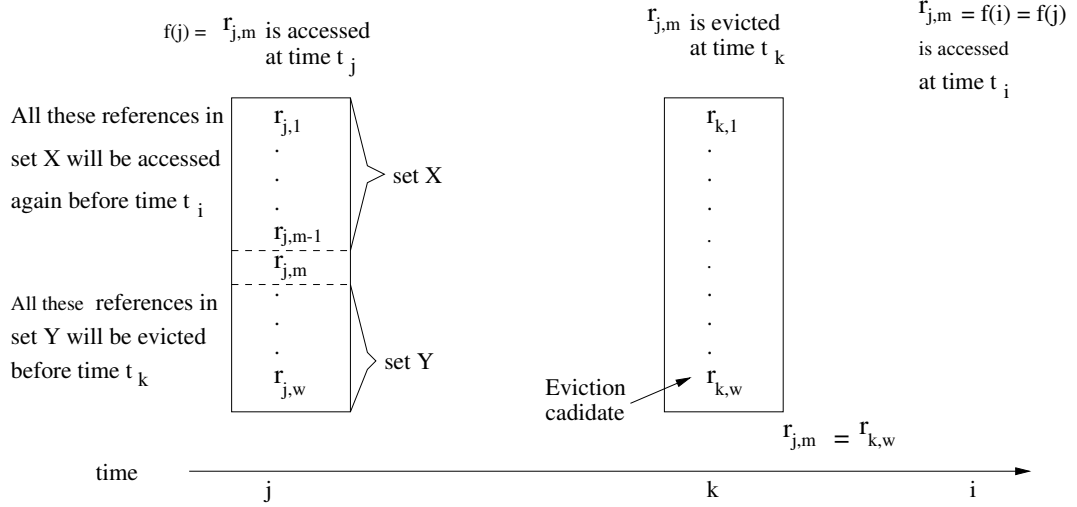 f(j) = r_{j,m} is accessed
at time t_j
r_{j,m} is evicted
at time t_k
r_{j,m} = f(i) = f(j)
is accessed
at time t_i
All these references in
set X will be accessed
again before time t_i
r_{j,1}
.
.
.
r_{j,m-1}
r_{j,m}
.
.
.
r_{j,w}
set X
All these references in
set Y will be evicted
before time t_k
set Y
r_{k,1}
.
.
.
.
.
.
.
r_{k,w}
Eviction
cadidate
r_{j,m} = r_{k,w}
time
j
k
i